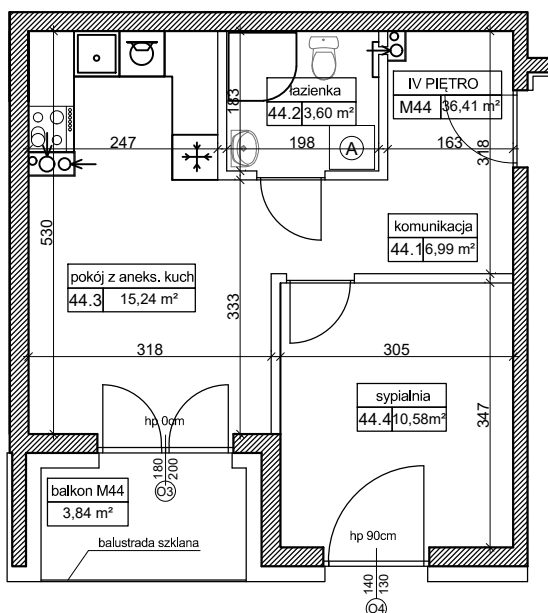 łazienka
44.2 3,60 m²
IV PIĘTRO
M44 36,41 m²
183
247
198
A
163
318
530
komunikacja
44.1 6,99 m²
pokój z aneks. kuch
44.3 15,24 m²
333
318
305
sypialnia
44.4 10,58m²
347
hp 0cm
180
200
O3
balkon M44
3,84 m²
balustrada szklana
hp 90cm
140
130
O4